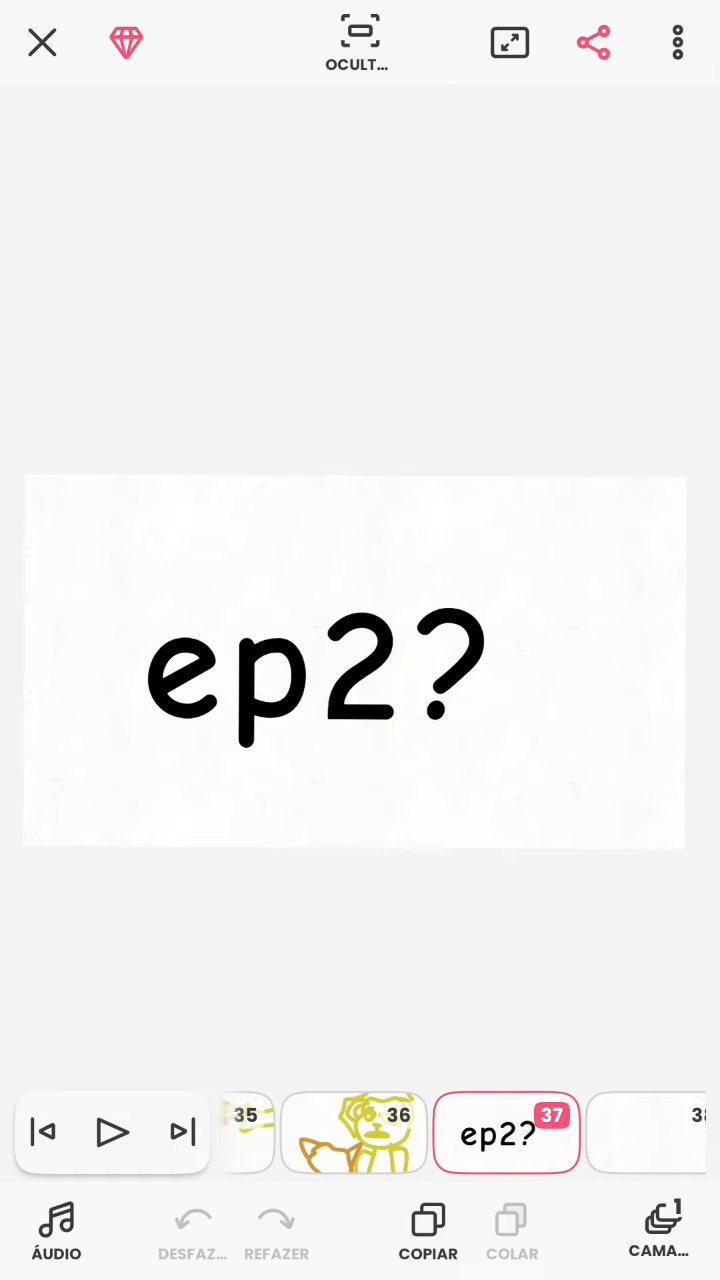 OCULT...
ep2?
35
36
ep2?
37
ÁUDIO
DESFAZ...
REFAZER
COPIAR
COLAR
1
CAMA...